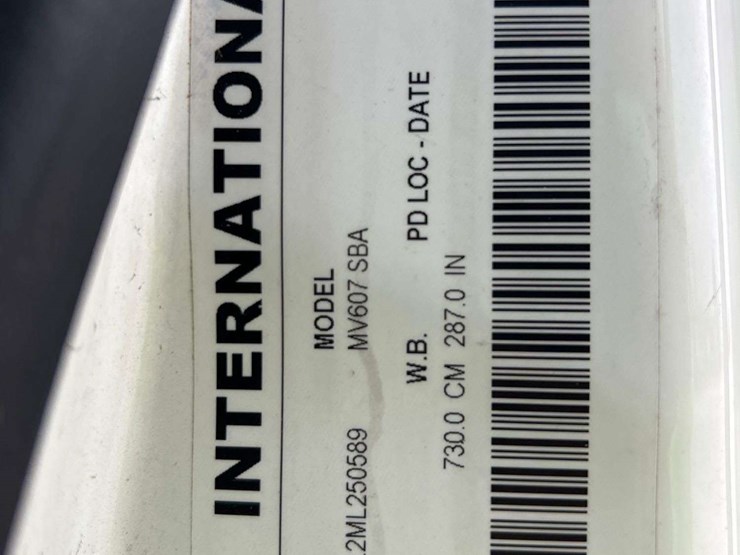 INTERNATIONA
MODEL
2ML250589 MV607 SBA
W.B. PD LOC - DATE
730.0 CM 287.0 IN